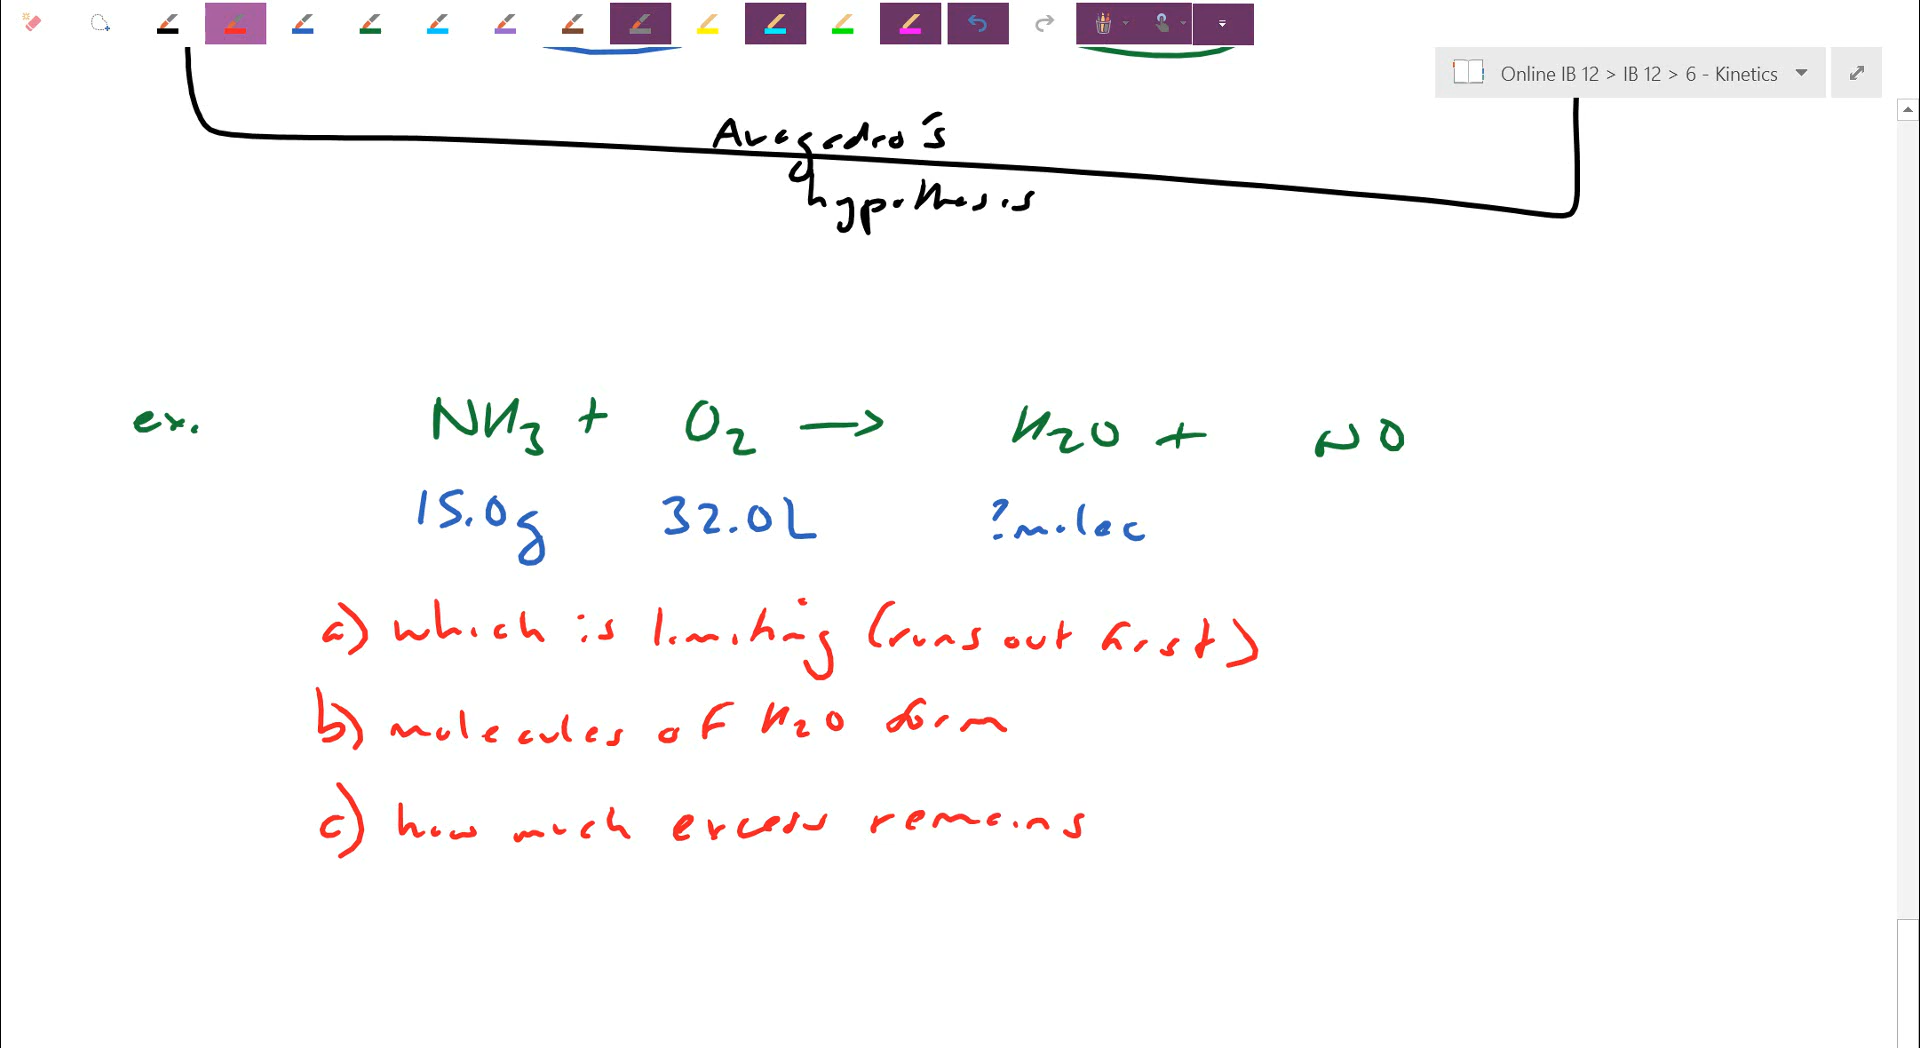 Online IB 12 > IB 12 > 6 - Kinetics
Avagadro's
hypothesis
ex. NH3 + O2 → H2O + NO
15.0g 32.0L ?molec
a) which is limiting (runs out first)
b) molecules of H2O form
c) how much excess remains